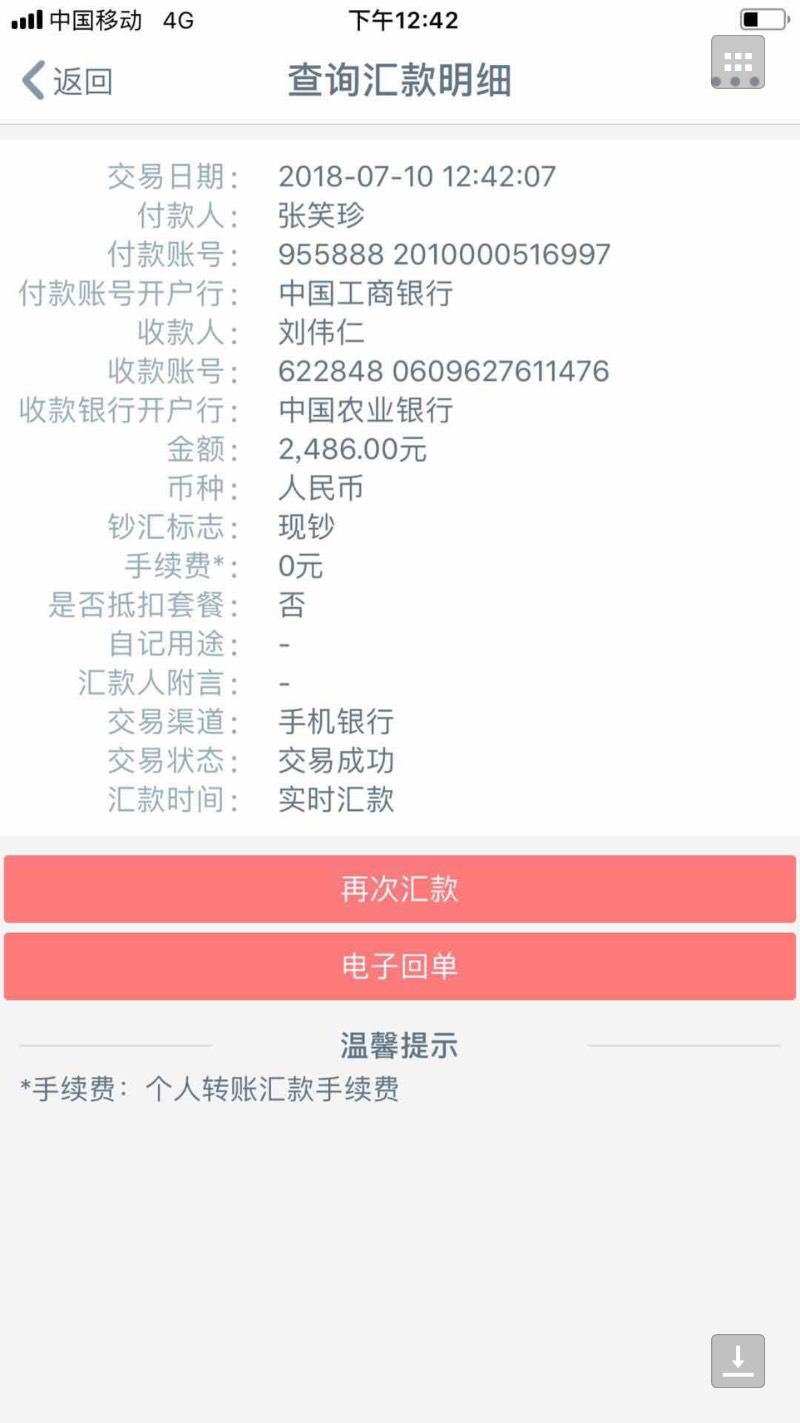 中国移动 4G 下午12:42
返回 查询汇款明细
交易日期： 2018-07-10 12:42:07
付款人： 张笑珍
付款账号： 955888 2010000516997
付款账号开户行： 中国工商银行
收款人： 刘伟仁
收款账号： 622848 0609627611476
收款银行开户行： 中国农业银行
金额： 2,486.00元
币种： 人民币
钞汇标志： 现钞
手续费*： 0元
是否抵扣套餐： 否
自记用途： -
汇款人附言： -
交易渠道： 手机银行
交易状态： 交易成功
汇款时间： 实时汇款
再次汇款
电子回单
温馨提示
*手续费：个人转账汇款手续费